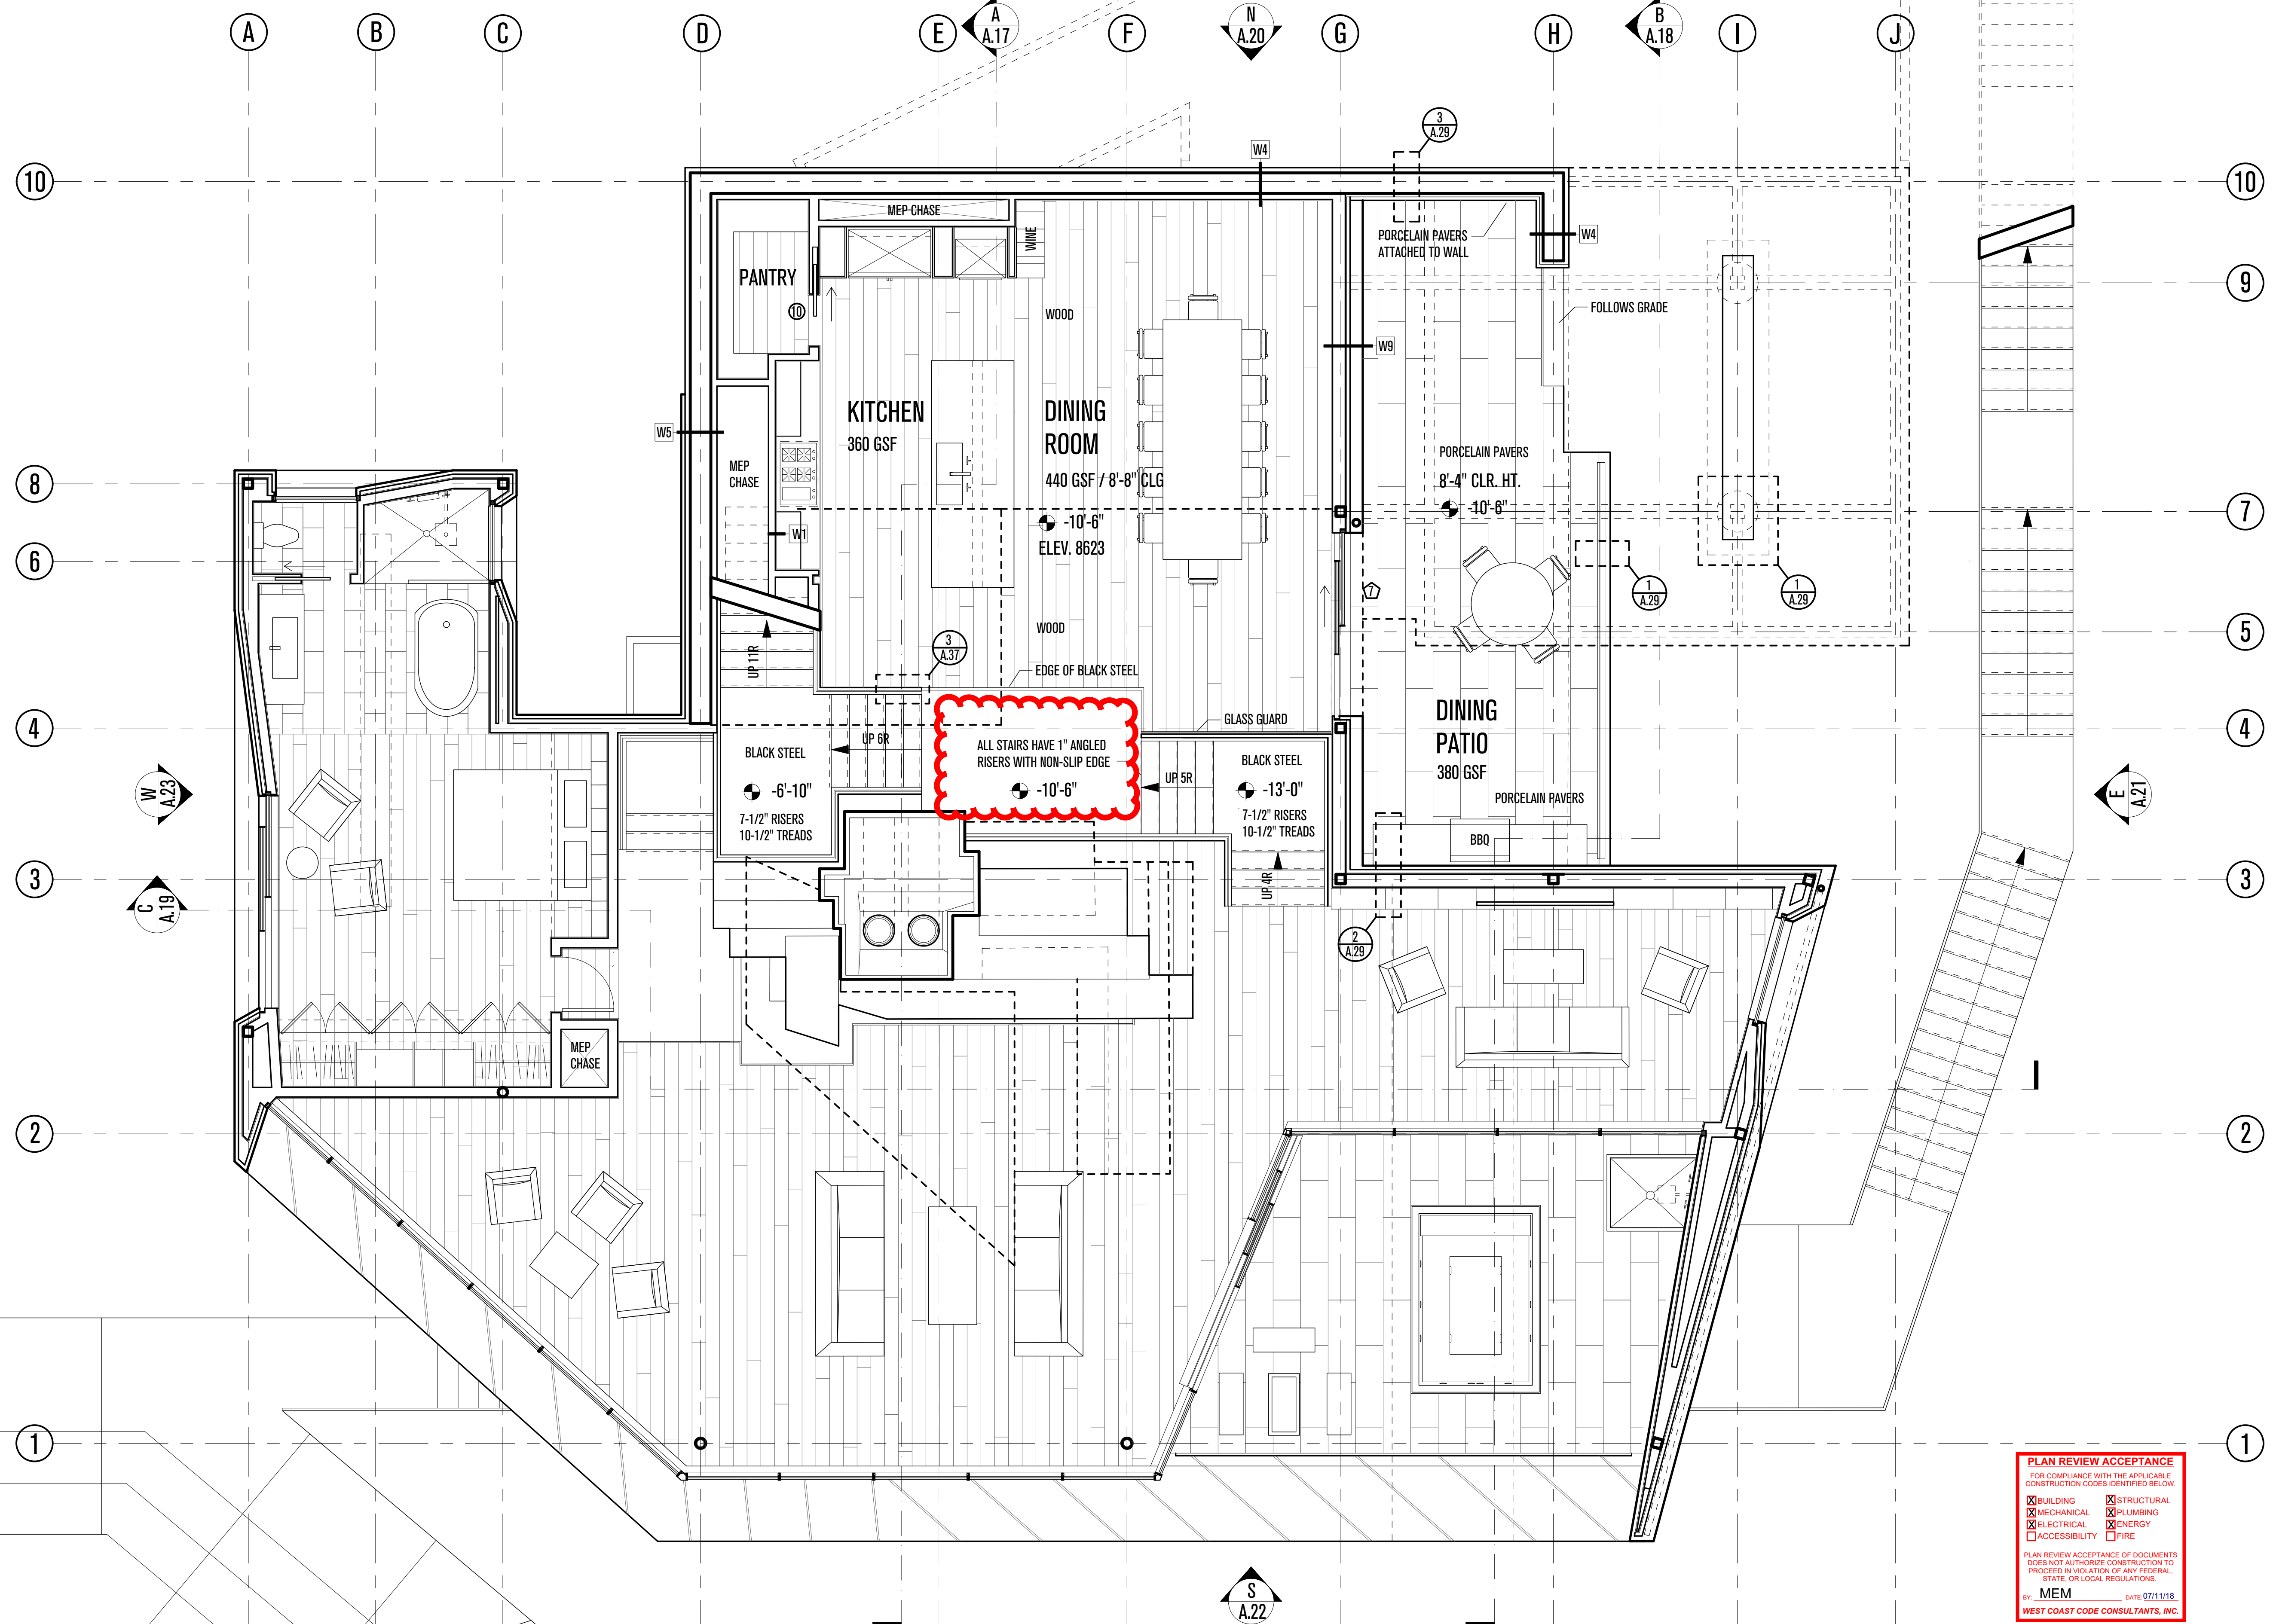 A
B
C
D
E
A
A.17
F
N
A.20
G
H
B
A.18
I
J
3
A.29
W4
10
10
MEP CHASE
WINE
PORCELAIN PAVERS
ATTACHED TO WALL
W4
PANTRY
10
9
WOOD
FOLLOWS GRADE
W9
KITCHEN
360 GSF
DINING
ROOM
440 GSF / 8'-8" CLG
W5
MEP
CHASE
PORCELAIN PAVERS
8'-4" CLR. HT.
-10'-6"
8
7
-10'-6"
ELEV. 8623
W1
6
7
1
A.29
1
A.29
UP 11R
WOOD
3
A.37
5
EDGE OF BLACK STEEL
4
GLASS GUARD
4
DINING
PATIO
380 GSF
UP 6R
BLACK STEEL
-6'-10"
7-1/2" RISERS
10-1/2" TREADS
ALL STAIRS HAVE 1" ANGLED
RISERS WITH NON-SLIP EDGE
-10'-6"
UP 5R
BLACK STEEL
-13'-0"
7-1/2" RISERS
10-1/2" TREADS
PORCELAIN PAVERS
BBQ
W
A.23
E
A.21
3
3
UP 4R
C
A.19
2
A.29
MEP
CHASE
2
2
1
1
S
A.22
PLAN REVIEW ACCEPTANCE
FOR COMPLIANCE WITH THE APPLICABLE
CONSTRUCTION CODES IDENTIFIED BELOW.
X BUILDING X STRUCTURAL
X MECHANICAL X PLUMBING
X ELECTRICAL X ENERGY
ACCESSIBILITY FIRE
PLAN REVIEW ACCEPTANCE OF DOCUMENTS
DOES NOT AUTHORIZE CONSTRUCTION TO
PROCEED IN VIOLATION OF ANY FEDERAL,
STATE, OR LOCAL REGULATIONS.
BY: MEM DATE: 07/11/18
WEST COAST CODE CONSULTANTS, INC.